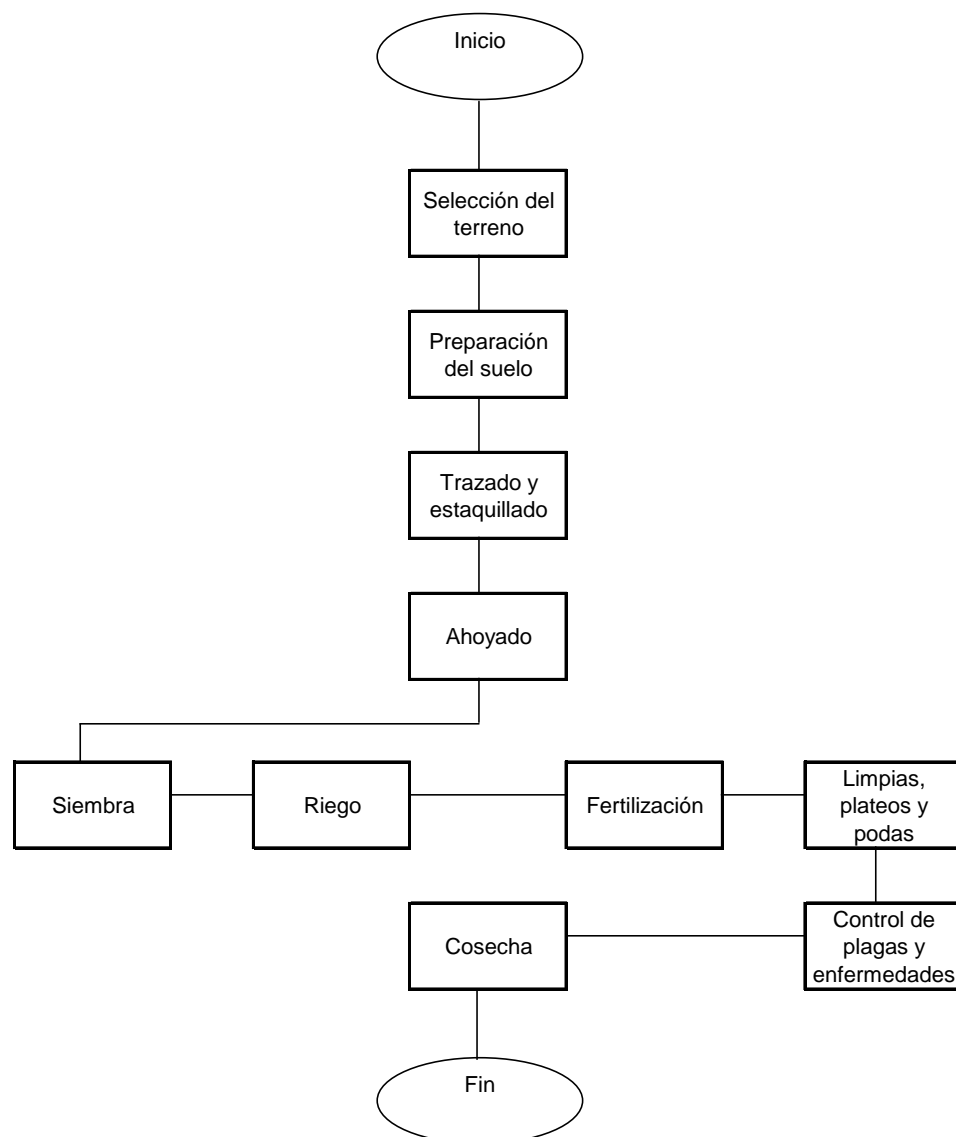 Inicio
Selección del
terreno
Preparación
del suelo
Trazado y
estaquillado
Ahoyado
Siembra
Riego
Fertilización
Limpias,
plateos y
podas
Control de
plagas y
enfermedades
Cosecha
Fin